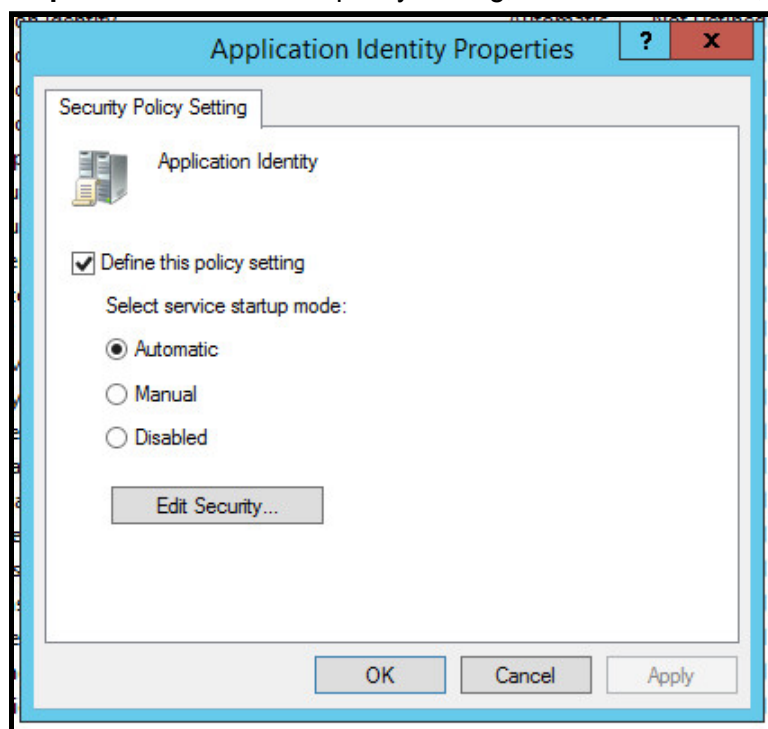 Application Identity Properties
?
x
Security Policy Setting
Application Identity
Define this policy setting
Select service startup mode:
Automatic
Manual
Disabled
Edit Security...
OK
Cancel
Apply